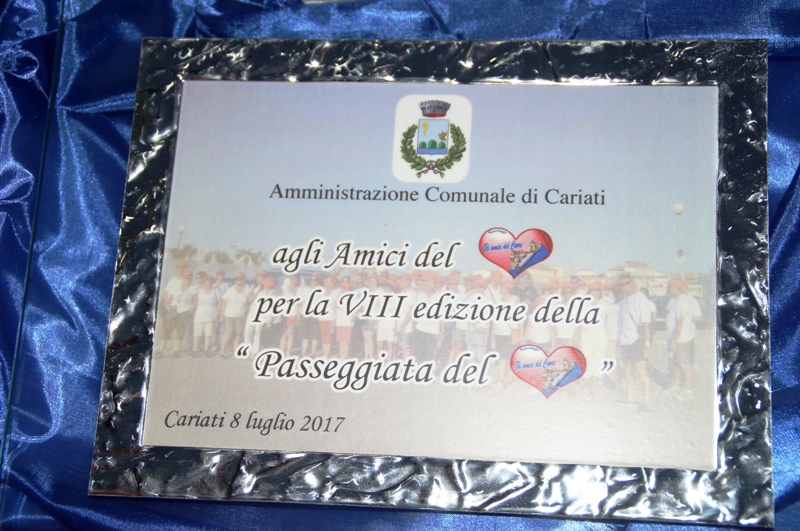 Amministrazione Comunale di Cariati
agli Amici del
per la VIII edizione della
“ Passeggiata del ”
Cariati 8 luglio 2017